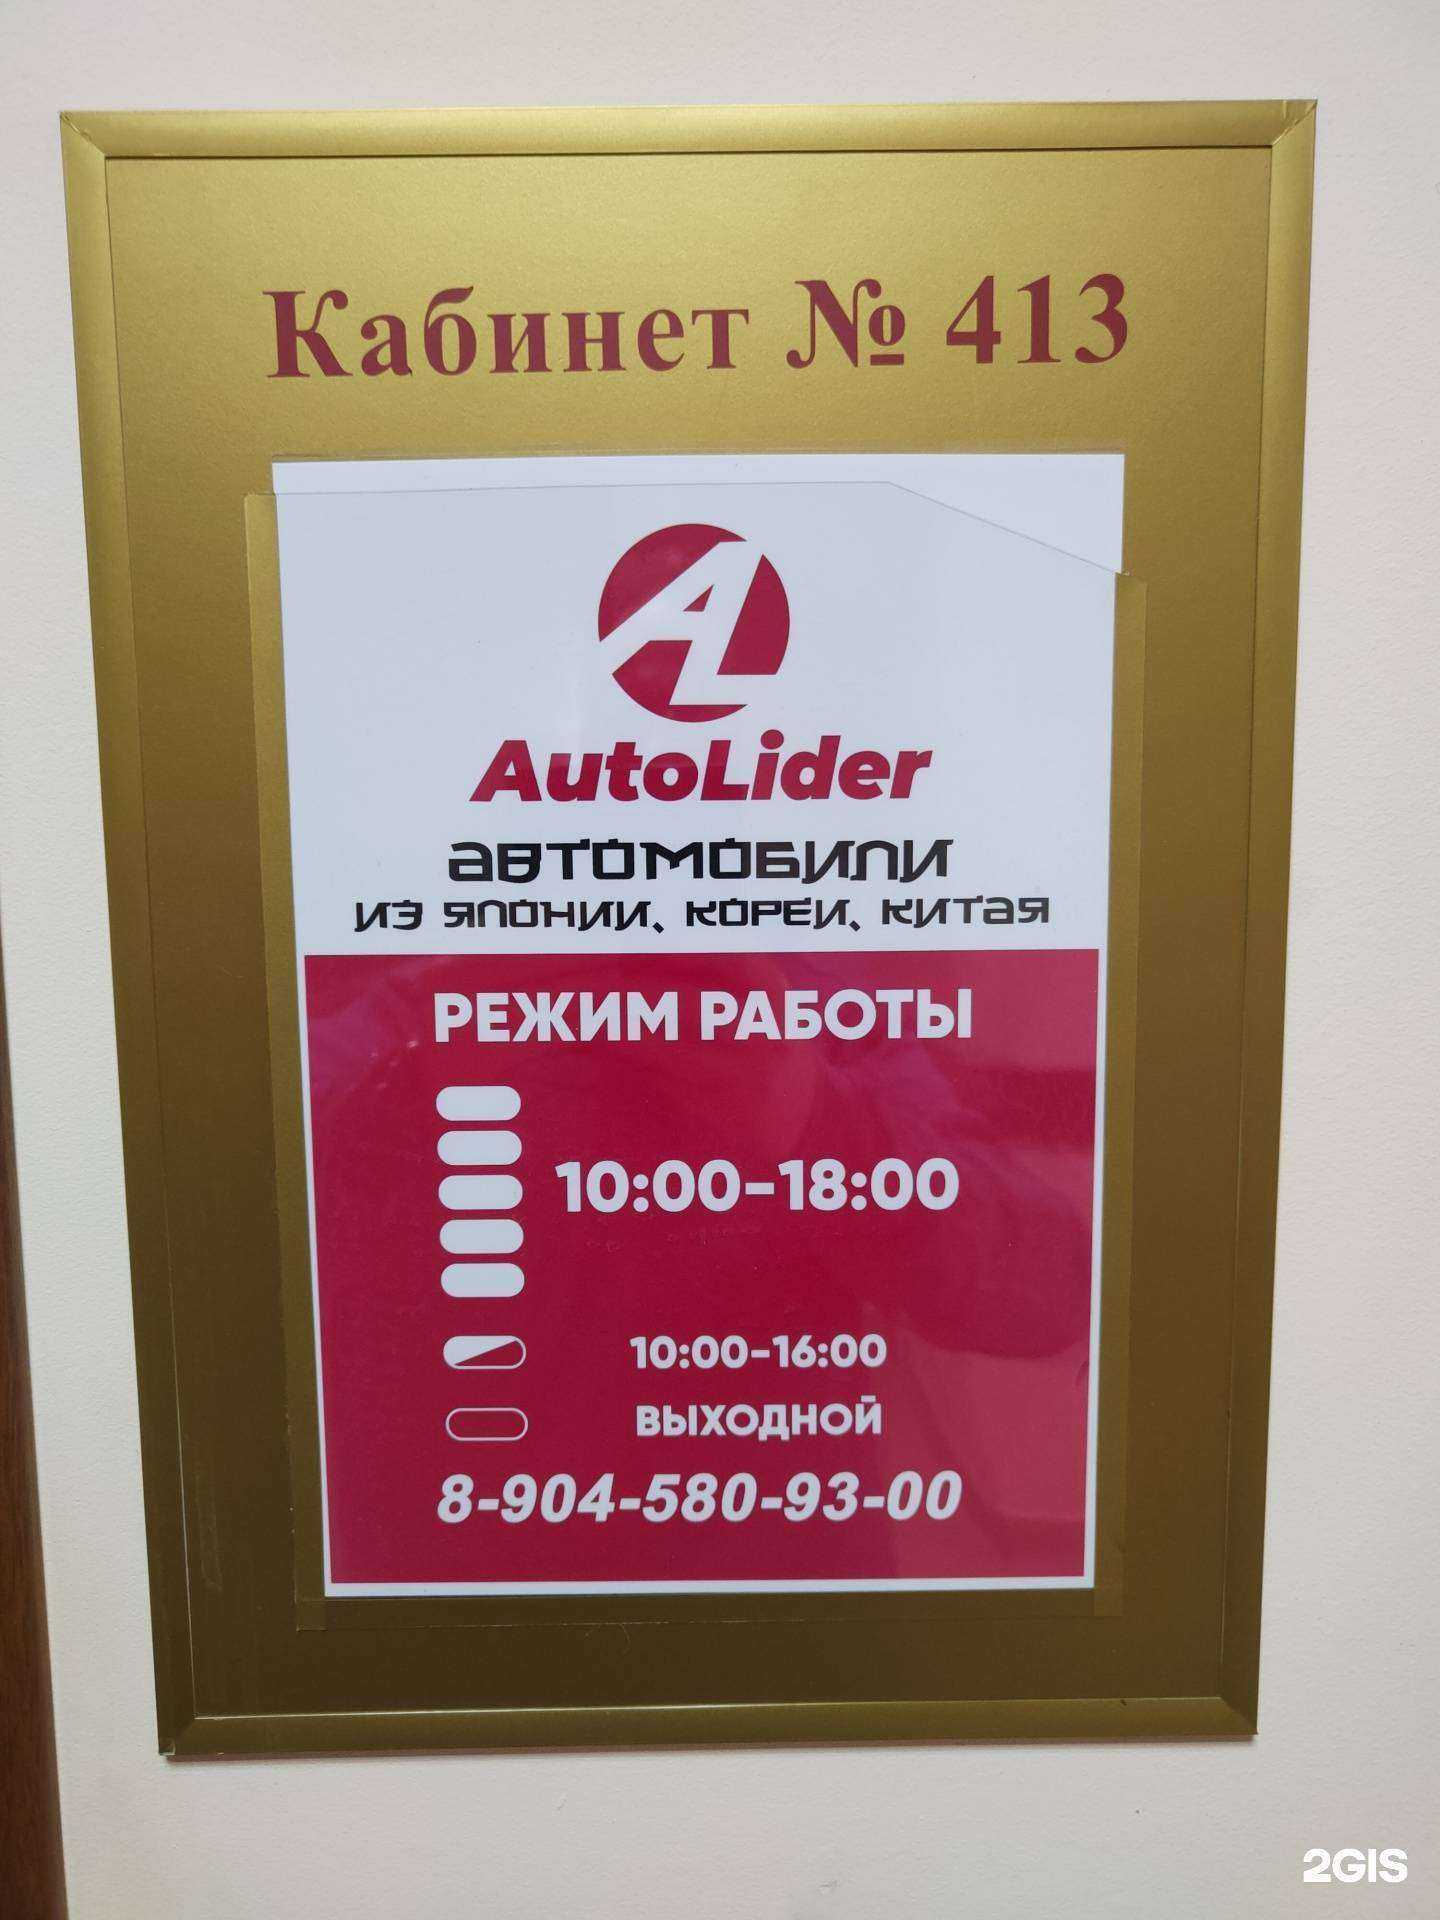 Кабинет № 413
AL
AutoLider
АВТОМОБИЛИ
ИЗ ЯПОНИИ, КОРЕИ, КИТАЯ
РЕЖИМ РАБОТЫ
10:00-18:00
10:00-16:00
ВЫХОДНОЙ
8-904-580-93-00
2GIS